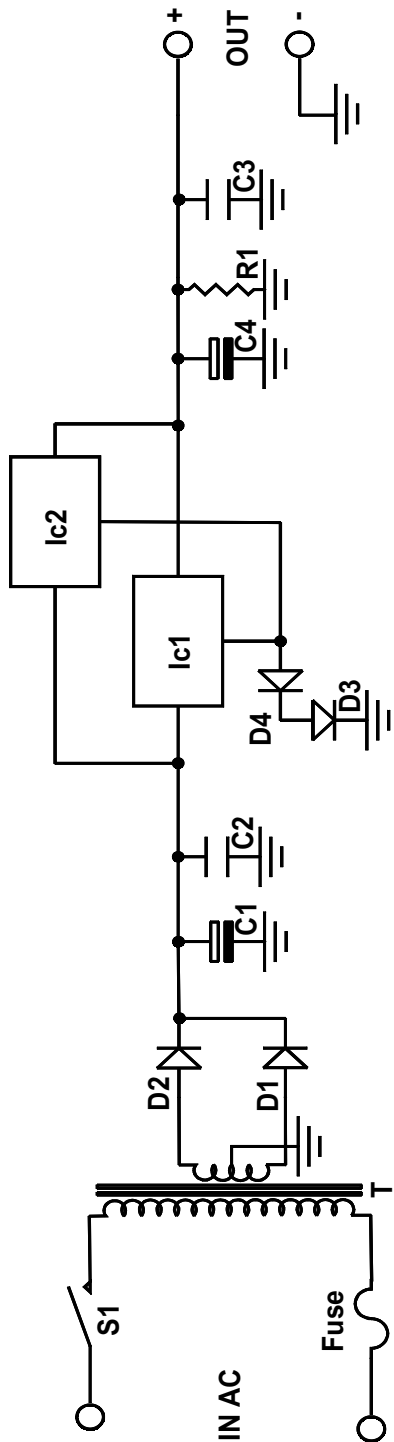 IN AC
S1
Fuse
T
D2
D1
C1
C2
Ic2
Ic1
D4
D3
C4
R1
C3
+
OUT
-